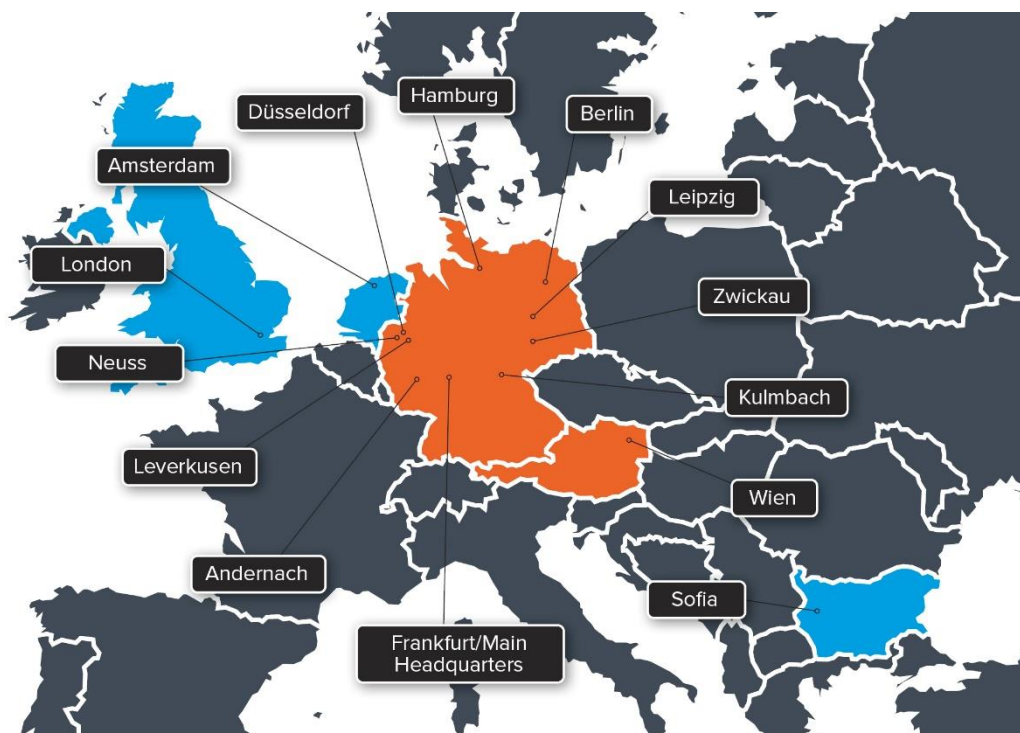 Hamburg
Düsseldorf
Berlin
Amsterdam
Leipzig
London
Zwickau
Neuss
Kulmbach
Leverkusen
Wien
Andernach
Sofia
Frankfurt/Main
Headquarters